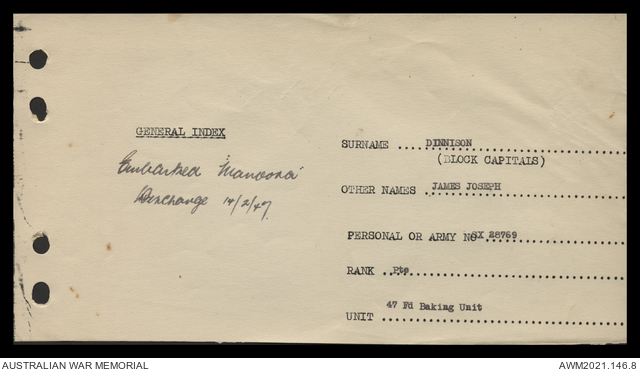 GENERAL INDEX
Embarked 'Manoora'
Discharge 14/2/47
SURNAME .... DINNISON
(BLOCK CAPITALS)
OTHER NAMES JAMES JOSEPH
PERSONAL OR ARMY NO SX 28769
RANK .. Pte
UNIT 47 Fd Baking Unit
AUSTRALIAN WAR MEMORIAL
AWM2021.146.8